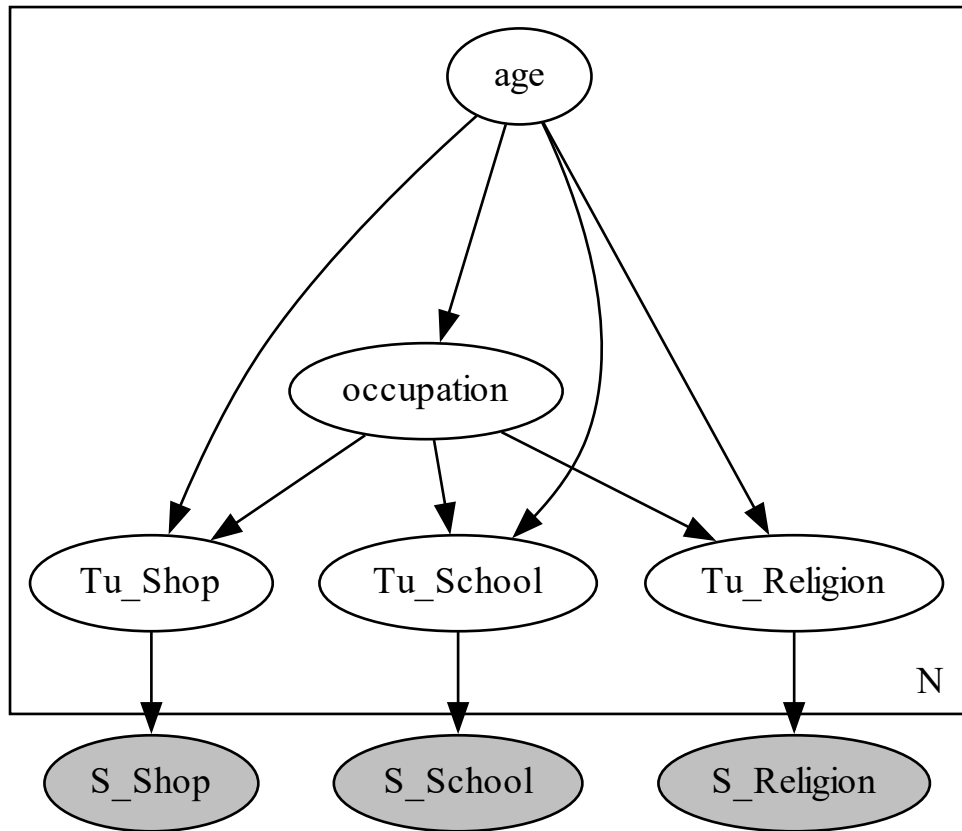 age
occupation
Tu_Shop
Tu_School
Tu_Religion
N
S_Shop
S_School
S_Religion